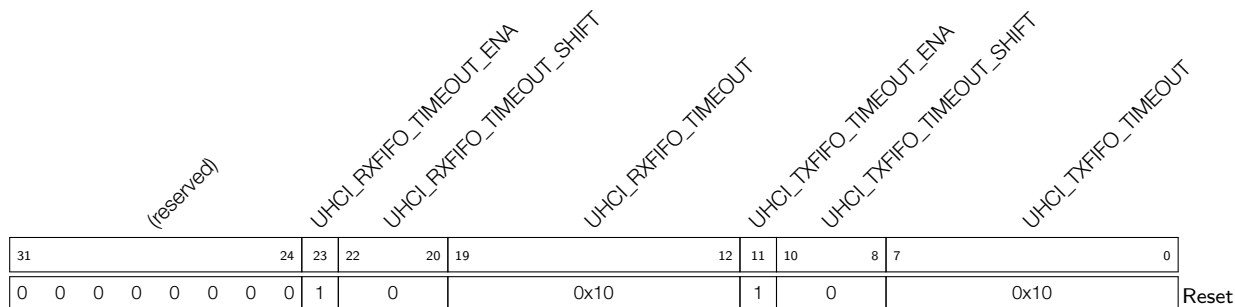 (reserved)
UHCI_RXFIFO_TIMEOUT_ENA
UHCI_RXFIFO_TIMEOUT_SHIFT
UHCI_RXFIFO_TIMEOUT
UHCI_TXFIFO_TIMEOUT_ENA
UHCI_TXFIFO_TIMEOUT_SHIFT
UHCI_TXFIFO_TIMEOUT
31 24 23 22 20 19 12 11 10 8 7 0
0 0 0 0 0 0 0 0 1 0 0x10 1 0 0x10 Reset